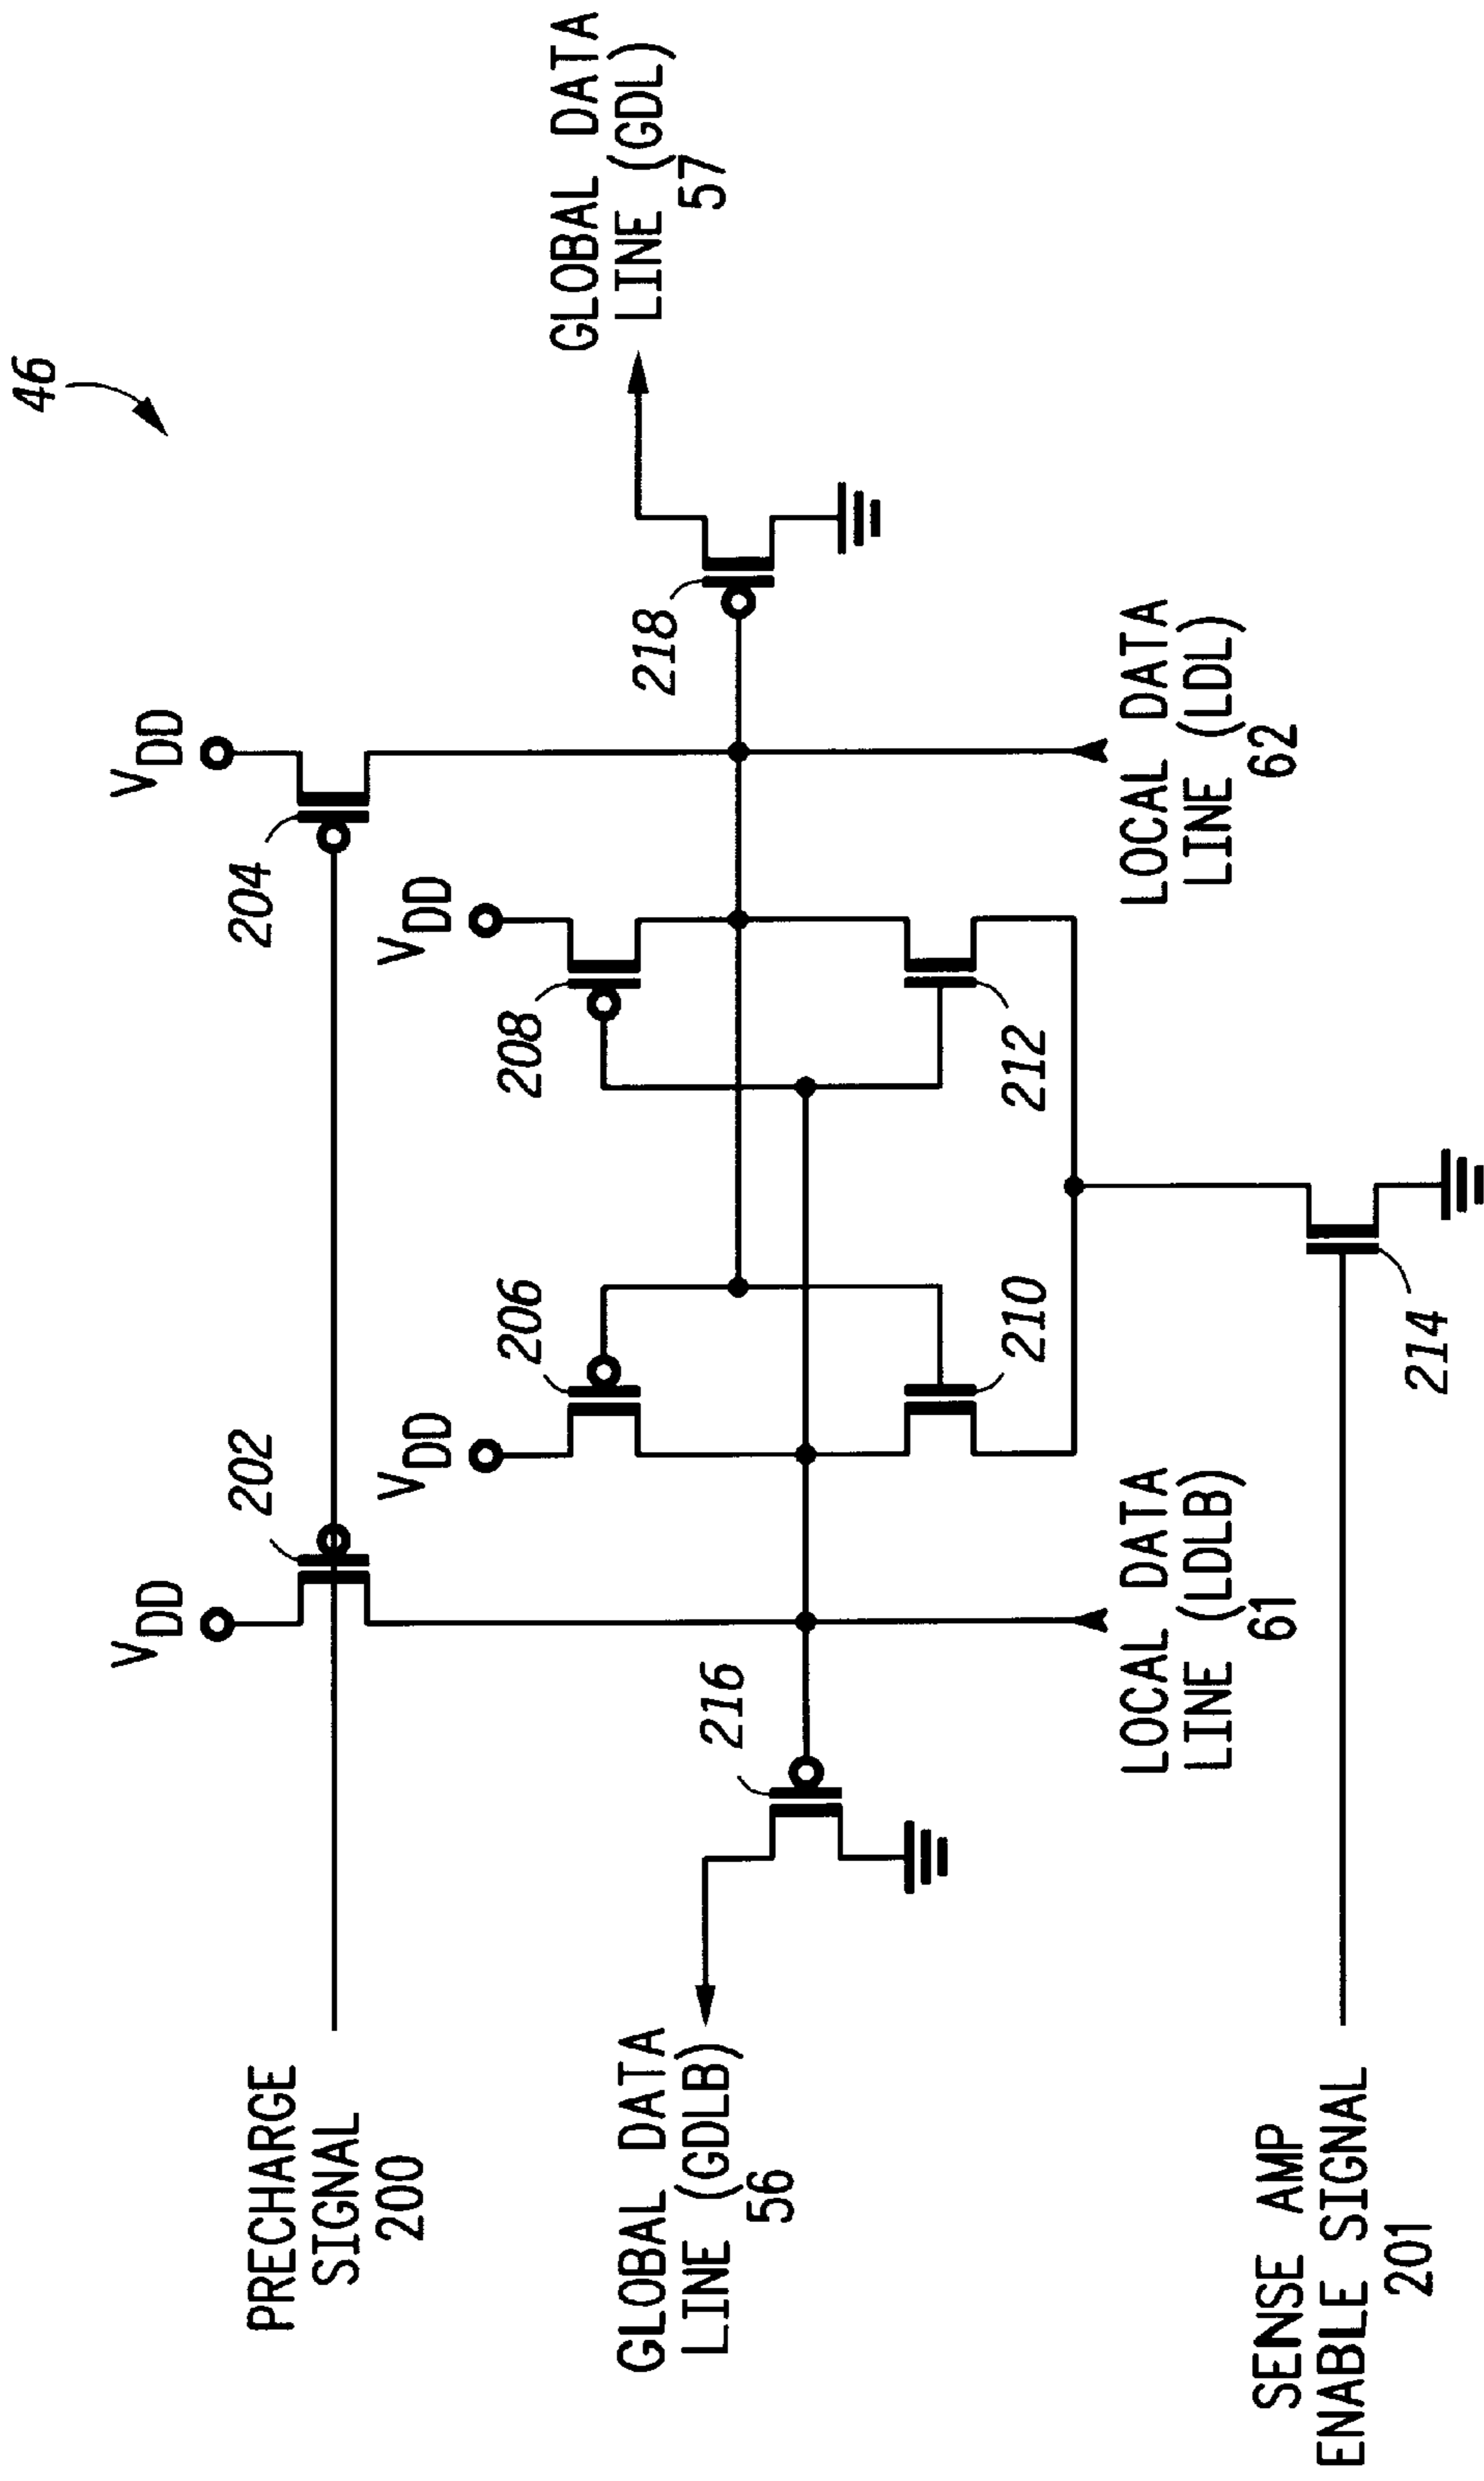 46
PRECHARGE
SIGNAL
200
VDD
202
204
VDD
VDD
206
208
VDD
GLOBAL DATA
LINE (GDLB)
56
216
218
GLOBAL DATA
LINE (GDL)
57
210
212
LOCAL DATA
LINE (LDLB)
61
LOCAL DATA
LINE (LDL)
62
SENSE AMP
ENABLE SIGNAL
201
214